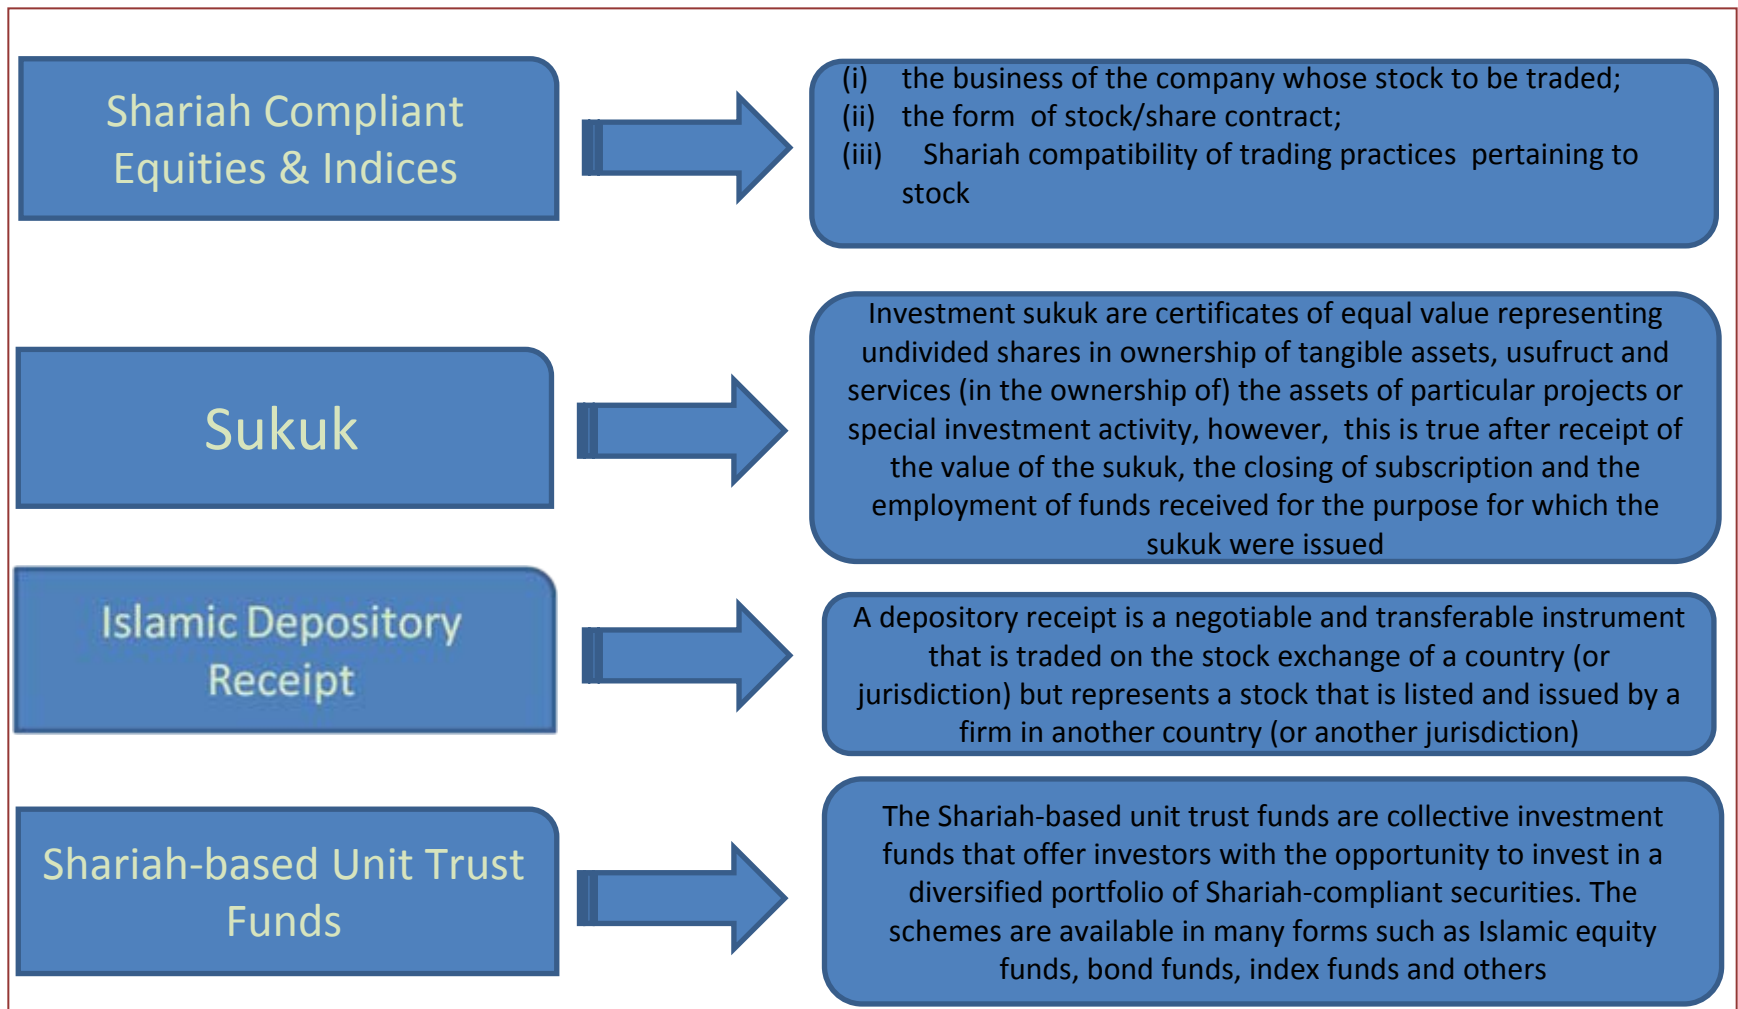 Shariah Compliant
Equities & Indices
(i) the business of the company whose stock to be traded;
(ii) the form of stock/share contract;
(iii) Shariah compatibility of trading practices pertaining to
stock
Sukuk
Investment sukuk are certificates of equal value representing
undivided shares in ownership of tangible assets, usufruct and
services (in the ownership of) the assets of particular projects or
special investment activity, however, this is true after receipt of
the value of the sukuk, the closing of subscription and the
employment of funds received for the purpose for which the
sukuk were issued
Islamic Depository
Receipt
A depository receipt is a negotiable and transferable instrument
that is traded on the stock exchange of a country (or
jurisdiction) but represents a stock that is listed and issued by a
firm in another country (or another jurisdiction)
Shariah-based Unit Trust
Funds
The Shariah-based unit trust funds are collective investment
funds that offer investors with the opportunity to invest in a
diversified portfolio of Shariah-compliant securities. The
schemes are available in many forms such as Islamic equity
funds, bond funds, index funds and others